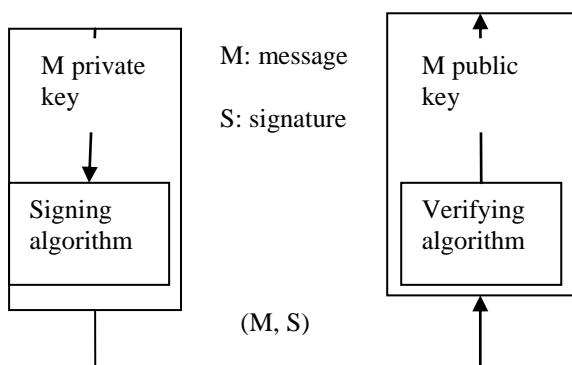 M private
key
M: message
S: signature
M public
key
Signing
algorithm
Verifying
algorithm
(M, S)